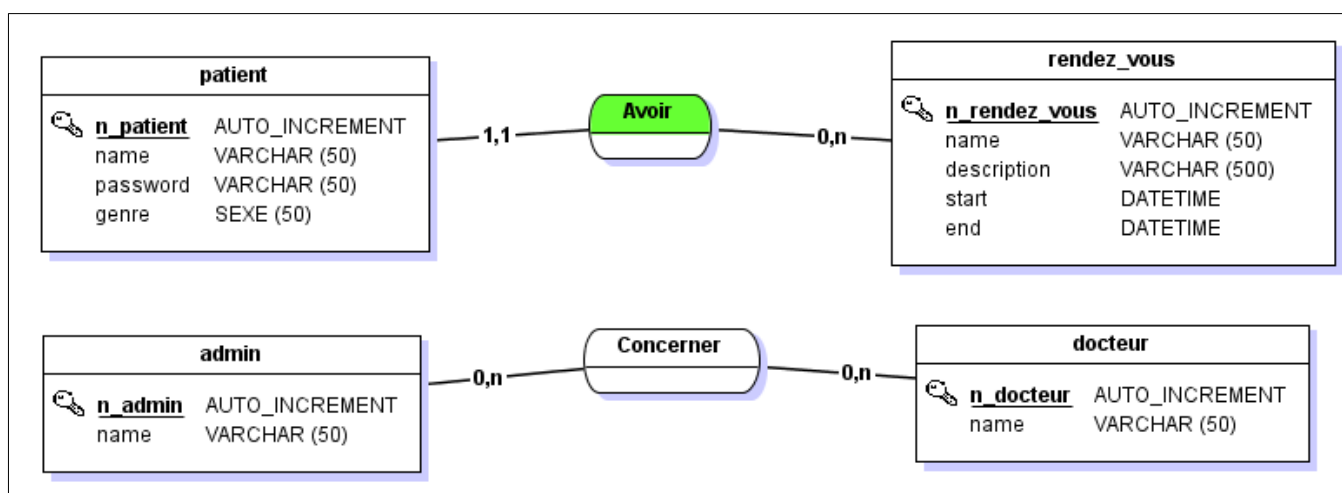 patient
n_patient AUTO_INCREMENT
name VARCHAR (50)
password VARCHAR (50)
genre SEXE (50)
1,1
Avoir
0,n
rendez_vous
n_rendez_vous AUTO_INCREMENT
name VARCHAR (50)
description VARCHAR (500)
start DATETIME
end DATETIME
admin
n_admin AUTO_INCREMENT
name VARCHAR (50)
0,n
Concerner
0,n
docteur
n_docteur AUTO_INCREMENT
name VARCHAR (50)